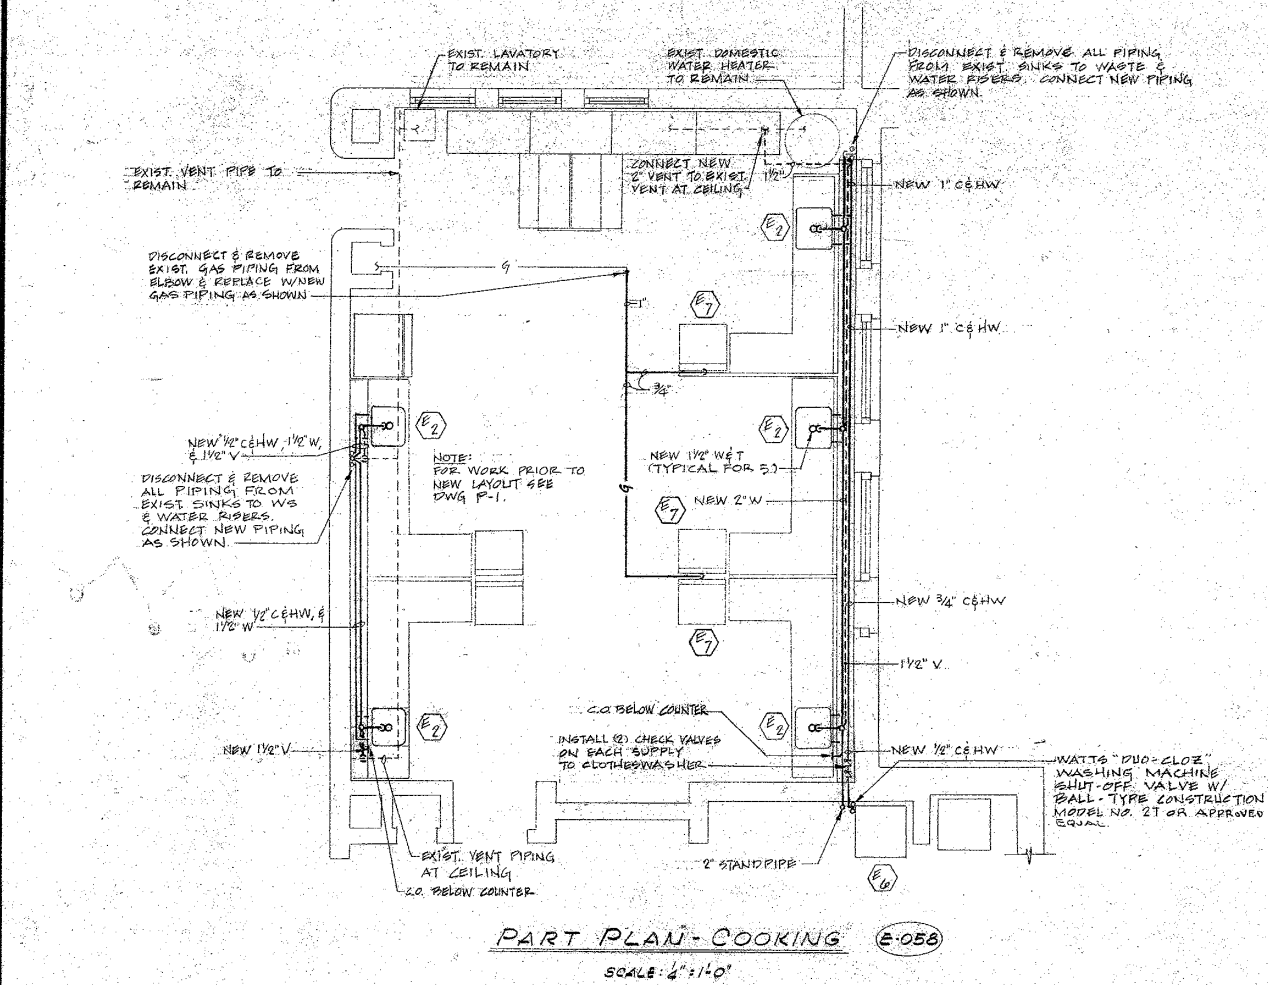 EXIST. LAVATORY
TO REMAIN
EXIST. DOMESTIC
WATER HEATER
TO REMAIN
DISCONNECT & REMOVE ALL PIPING
FROM EXIST. SINKS TO WASTE &
WATER RISERS. CONNECT NEW PIPING
AS SHOWN.
EXIST. VENT PIPE TO
REMAIN
CONNECT NEW
2" VENT TO EXIST.
VENT AT CEILING
1½"
NEW 1" C&HW
E2
DISCONNECT & REMOVE
EXIST. GAS PIPING FROM
ELBOW & REPLACE W/NEW
GAS PIPING AS SHOWN
G
1"
E7
NEW 1" C&HW
¾"
E2
E2
NEW ½" C&HW, 1½" W,
& 1½" V
NOTE:
FOR WORK PRIOR TO
NEW LAYOUT SEE
DWG P-1.
NEW 1½" W&T
(TYPICAL FOR 5)
DISCONNECT & REMOVE
ALL PIPING FROM
EXIST. SINKS TO WS
& WATER RISERS.
CONNECT NEW PIPING
AS SHOWN.
G
NEW 2" W
E7
NEW ¾" C&HW
NEW ½" C&HW, &
1½" W
E7
1½" V
C.O. BELOW COUNTER
E2
E2
INSTALL (2) CHECK VALVES
ON EACH SUPPLY
TO CLOTHESWASHER
NEW 1½" V
NEW ½" C&HW
WATTS "DUO-CLOZ"
WASHING MACHINE
SHUT-OFF VALVE W/
BALL-TYPE CONSTRUCTION
MODEL NO. 2T OR APPROVED
EQUAL.
EXIST. VENT PIPING
AT CEILING
C.O. BELOW COUNTER
2" STANDPIPE
E6
PART PLAN - COOKING
E-058
SCALE: ¼" = 1'-0"